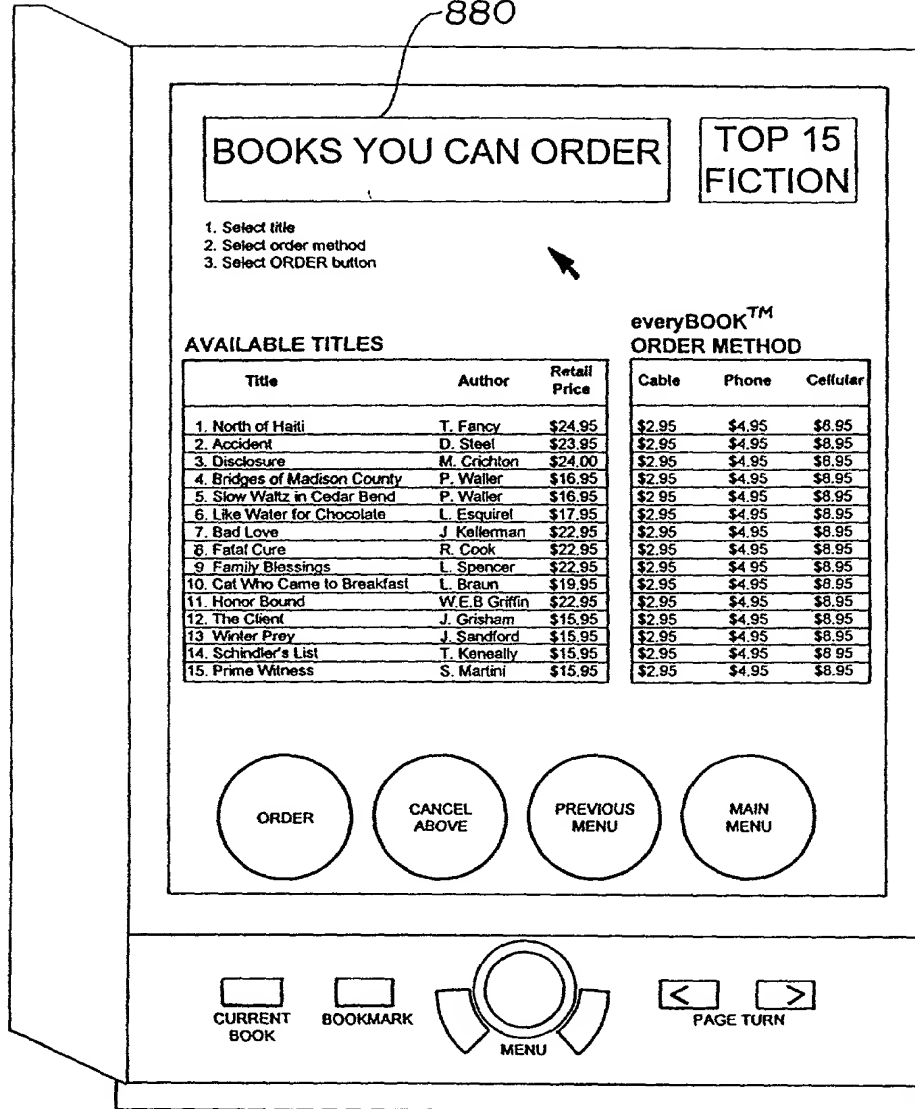 880
BOOKS YOU CAN ORDER
TOP 15
FICTION
1. Select title
2. Select order method
3. Select ORDER button
AVAILABLE TITLES
everyBOOK™
ORDER METHOD
Title Author Retail Price Cable Phone Cellular
1. North of Haiti T. Fancy $24.95 $2.95 $4.95 $8.95
2. Accident D. Steel $23.95 $2.95 $4.95 $8.95
3. Disclosure M. Crichton $24.00 $2.95 $4.95 $8.95
4. Bridges of Madison County P. Waller $16.95 $2.95 $4.95 $8.95
5. Slow Waltz in Cedar Bend P. Waller $16.95 $2 95 $4.95 $8.95
6. Like Water for Chocolate L. Esquirel $17.95 $2.95 $4.95 $8.95
7. Bad Love J Kellerman $22.95 $2.95 $4.95 $8.95
8. Fatal Cure R. Cook $22.95 $2.95 $4.95 $8.95
9 Family Blessings L. Spencer $22.95 $2.95 $4.95 $8.95
10. Cat Who Came to Breakfast L. Braun $19.95 $2.95 $4.95 $8.95
11. Honor Bound W.E.B Griffin $22.95 $2.95 $4.95 $8.95
12. The Client J. Grisham $15.95 $2.95 $4.95 $8.95
13 Winter Prey J. Sandford $15.95 $2.95 $4.95 $8.95
14. Schindler's List T. Keneally $15.95 $2.95 $4.95 $8 95
15. Prime Witness S. Martini $15.95 $2.95 $4.95 $8.95
ORDER
CANCEL
ABOVE
PREVIOUS
MENU
MAIN
MENU
< >
CURRENT
BOOK
BOOKMARK
MENU
PAGE TURN